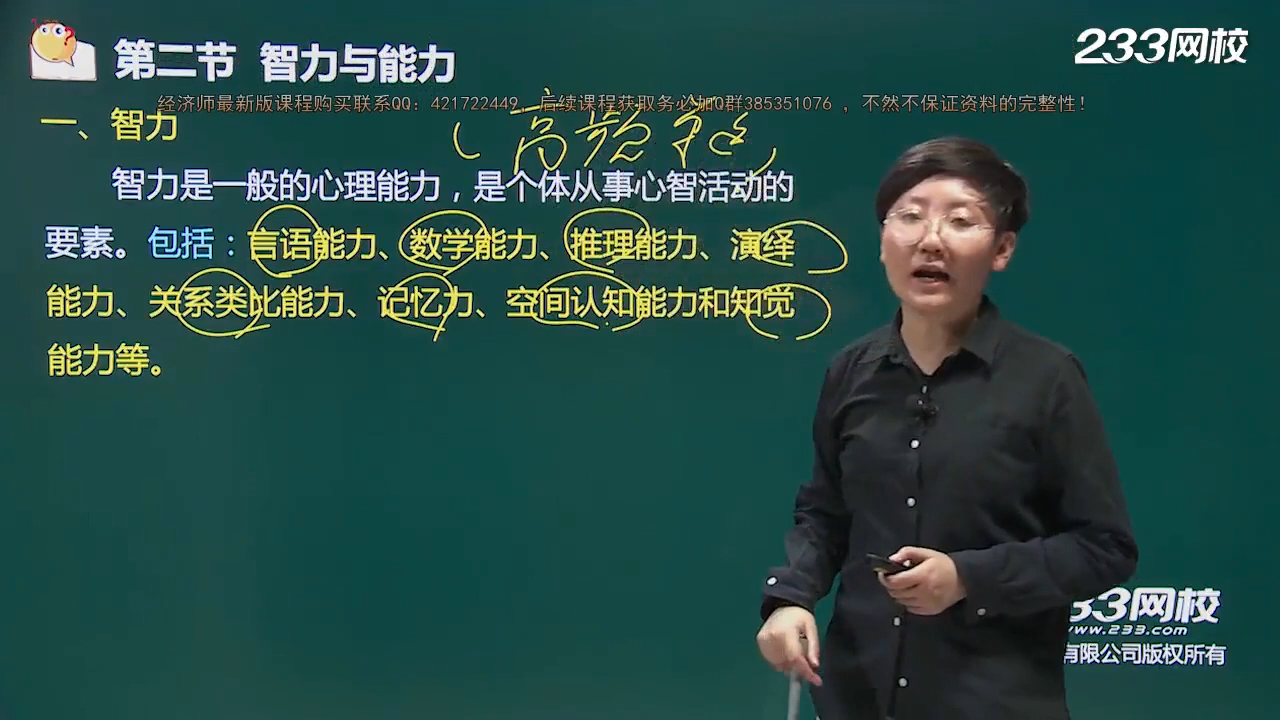 第二节 智力与能力
233网校
经济师最新版课程购买联系QQ：421722449，后续课程获取务必加Q群385351076 ，不然不保证资料的完整性！
一、智力
（高频考点）
智力是一般的心理能力，是个体从事心智活动的
要素。包括：言语能力、数学能力、推理能力、演绎
能力、关系类比能力、记忆力、空间认知能力和知觉
能力等。
33网校
www.233.com
有限公司版权所有